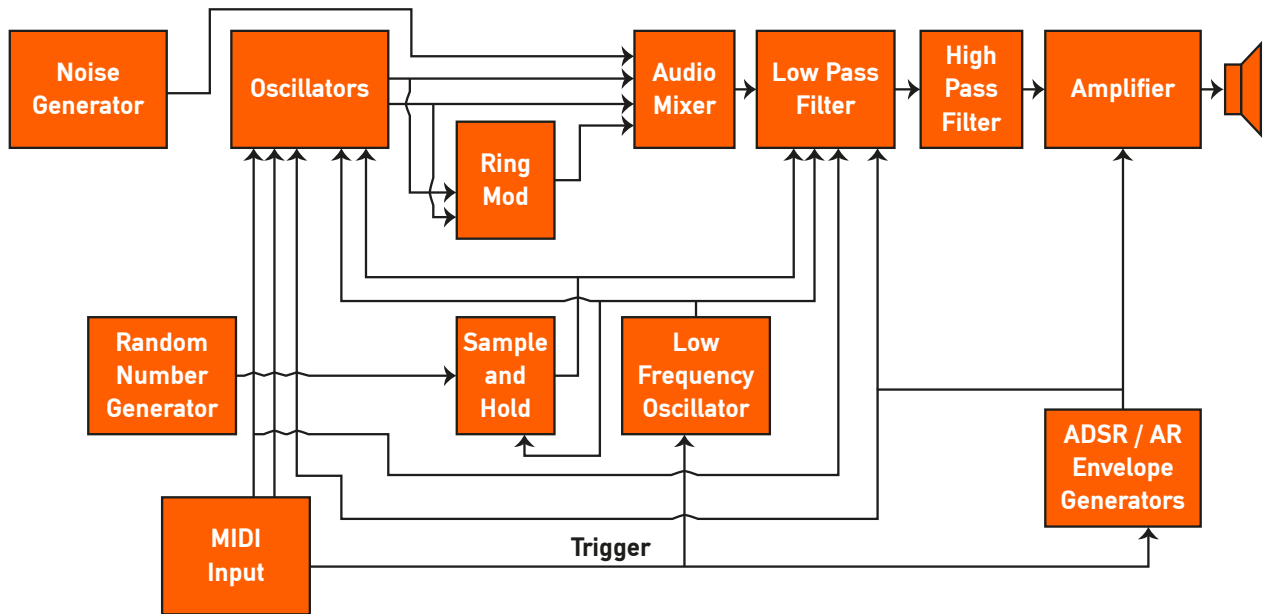 Noise
Generator
Oscillators
Audio
Mixer
Low Pass
Filter
High
Pass
Filter
Amplifier
Ring
Mod
Random
Number
Generator
Sample
and
Hold
Low
Frequency
Oscillator
ADSR / AR
Envelope
Generators
MIDI
Input
Trigger